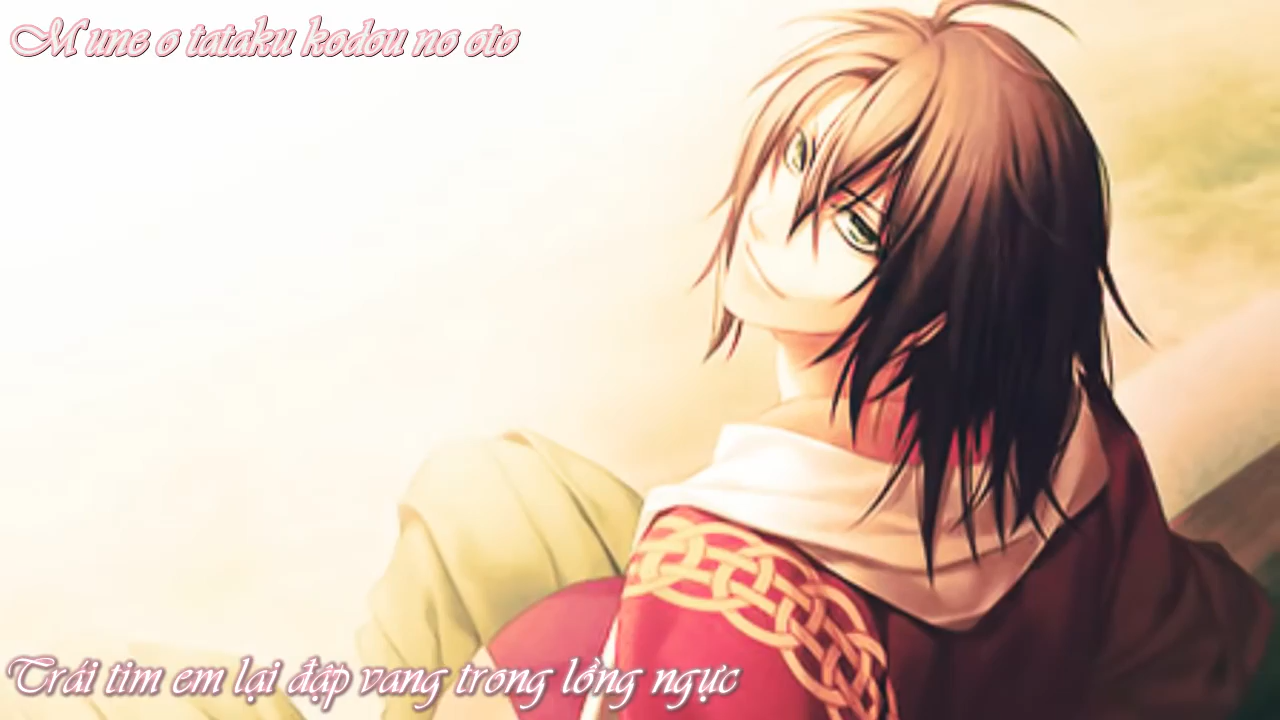 Mune o tataku kodou no oto
Trái tim em lại đập vang trong lồng ngực